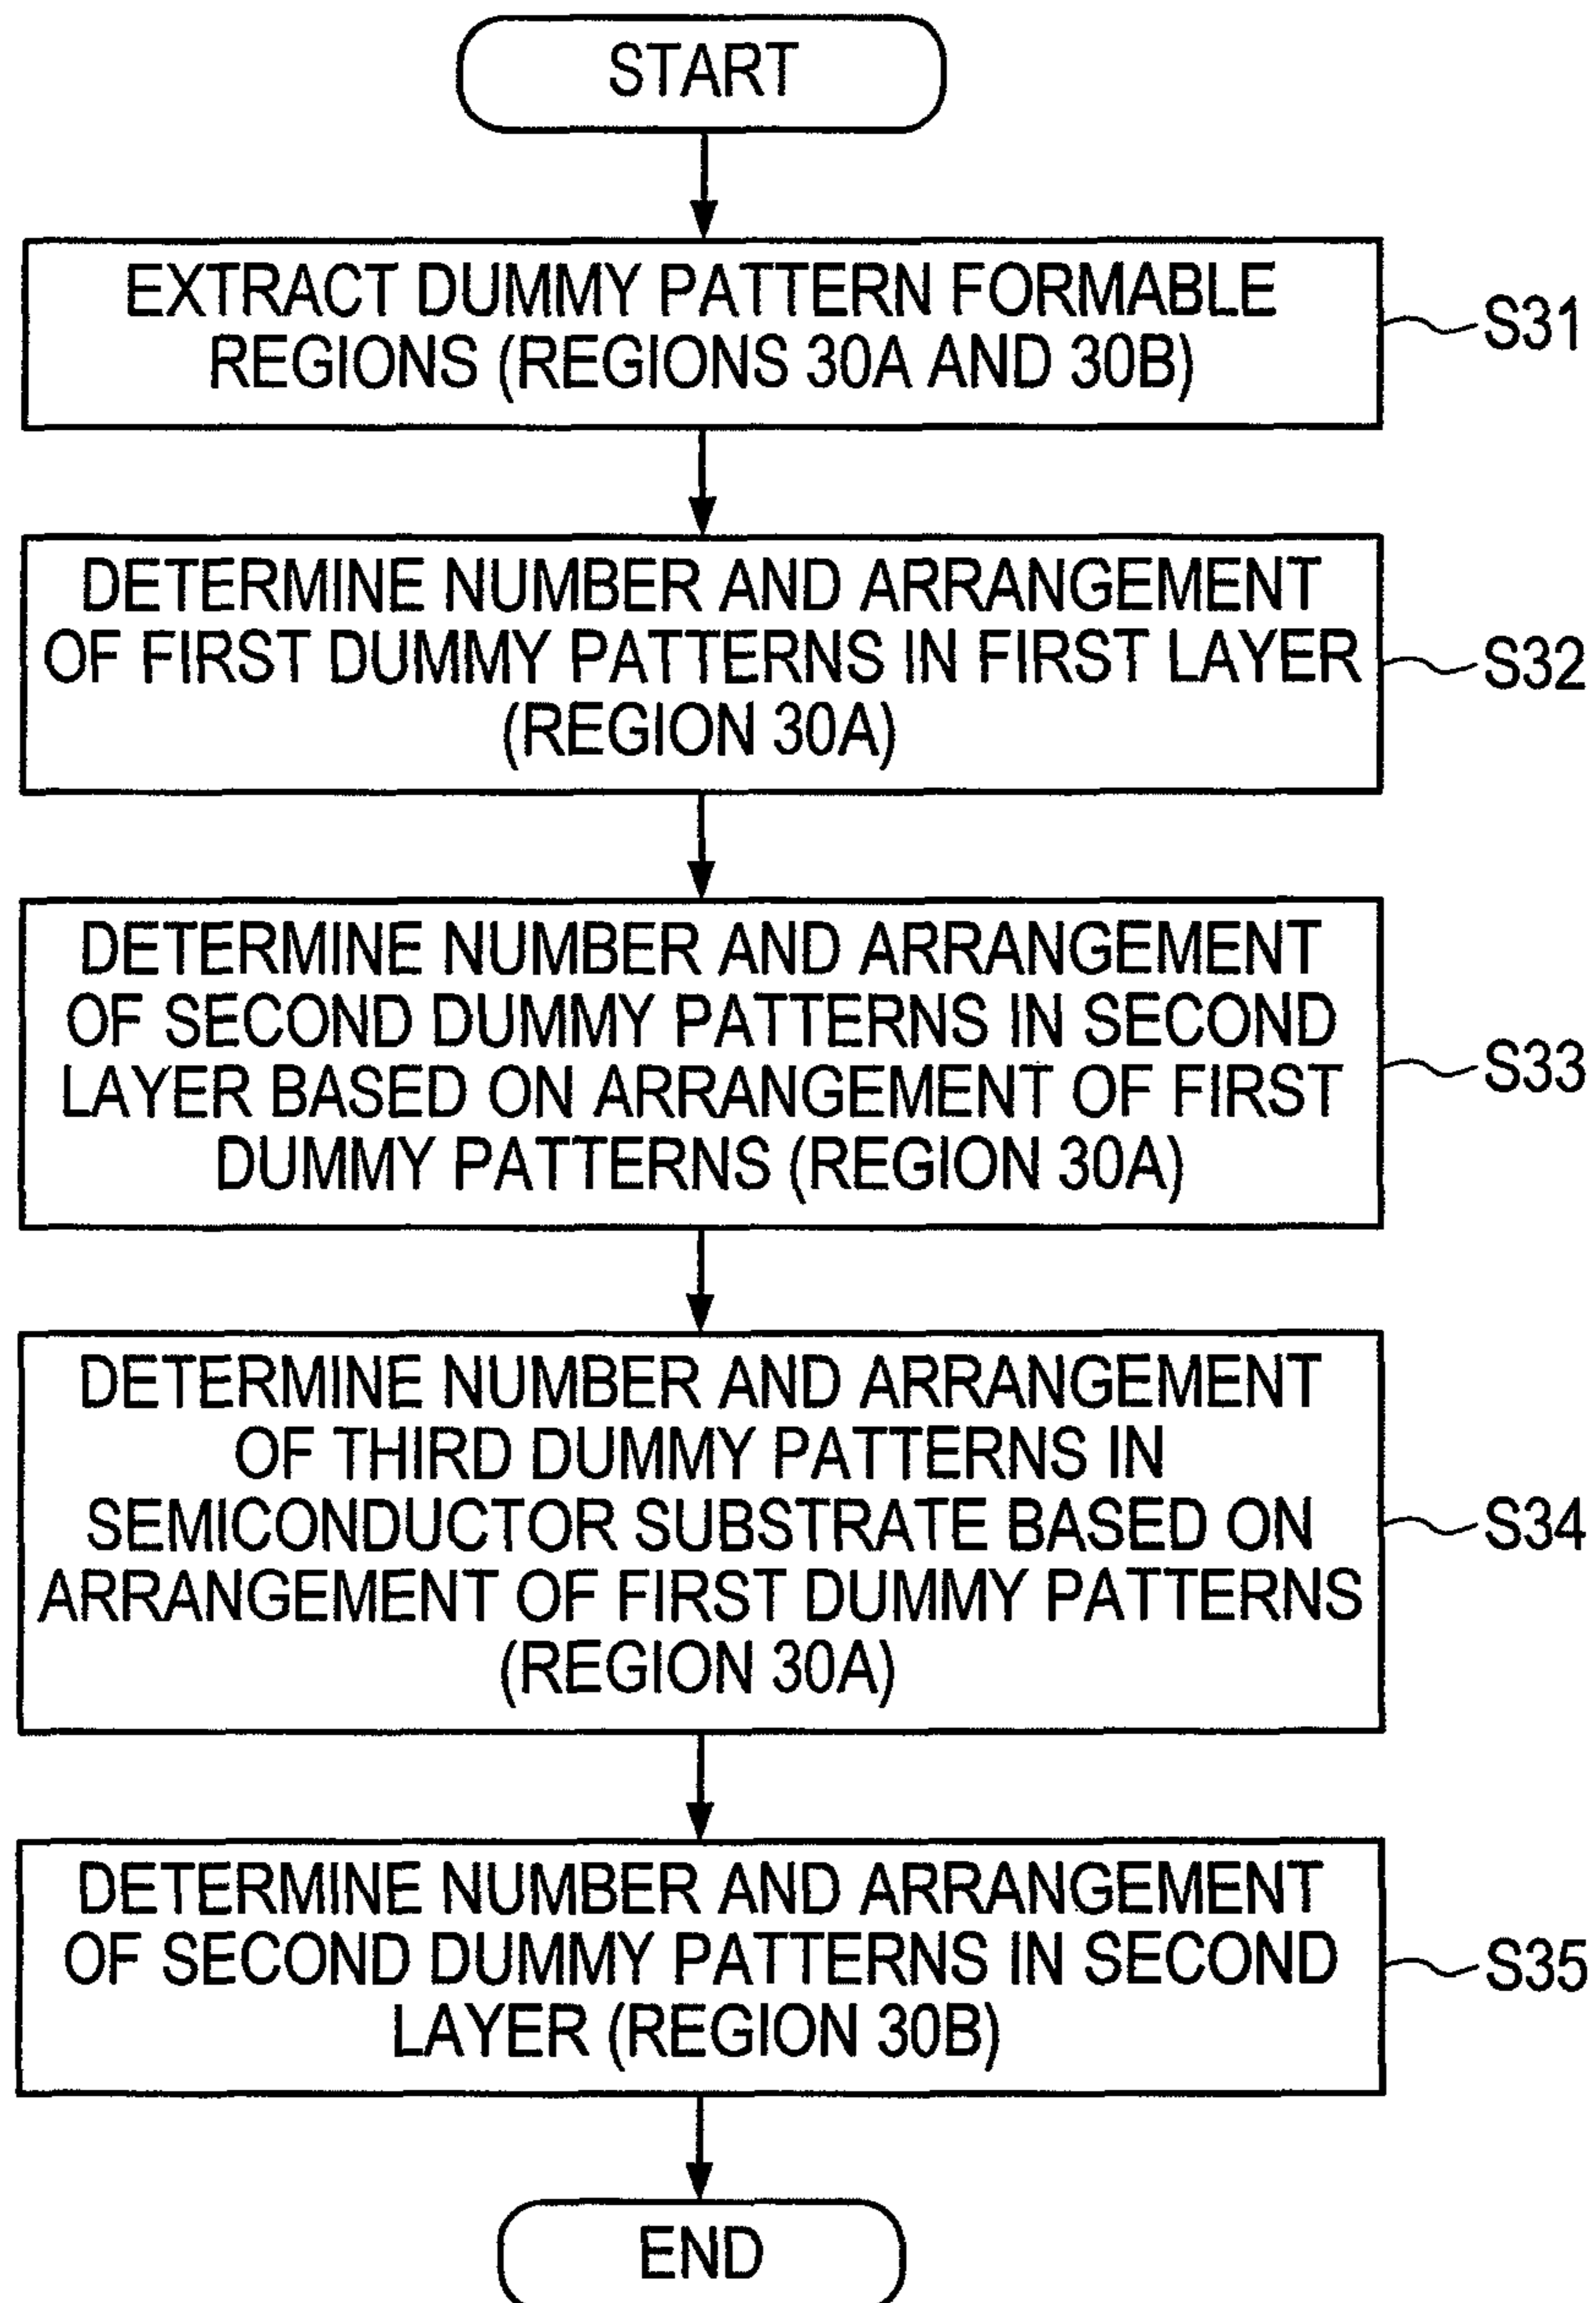 START
EXTRACT DUMMY PATTERN FORMABLE
REGIONS (REGIONS 30A AND 30B)
S31
DETERMINE NUMBER AND ARRANGEMENT
OF FIRST DUMMY PATTERNS IN FIRST LAYER
(REGION 30A)
S32
DETERMINE NUMBER AND ARRANGEMENT
OF SECOND DUMMY PATTERNS IN SECOND
LAYER BASED ON ARRANGEMENT OF FIRST
DUMMY PATTERNS (REGION 30A)
S33
DETERMINE NUMBER AND ARRANGEMENT
OF THIRD DUMMY PATTERNS IN
SEMICONDUCTOR SUBSTRATE BASED ON
ARRANGEMENT OF FIRST DUMMY PATTERNS
(REGION 30A)
S34
DETERMINE NUMBER AND ARRANGEMENT
OF SECOND DUMMY PATTERNS IN SECOND
LAYER (REGION 30B)
S35
END